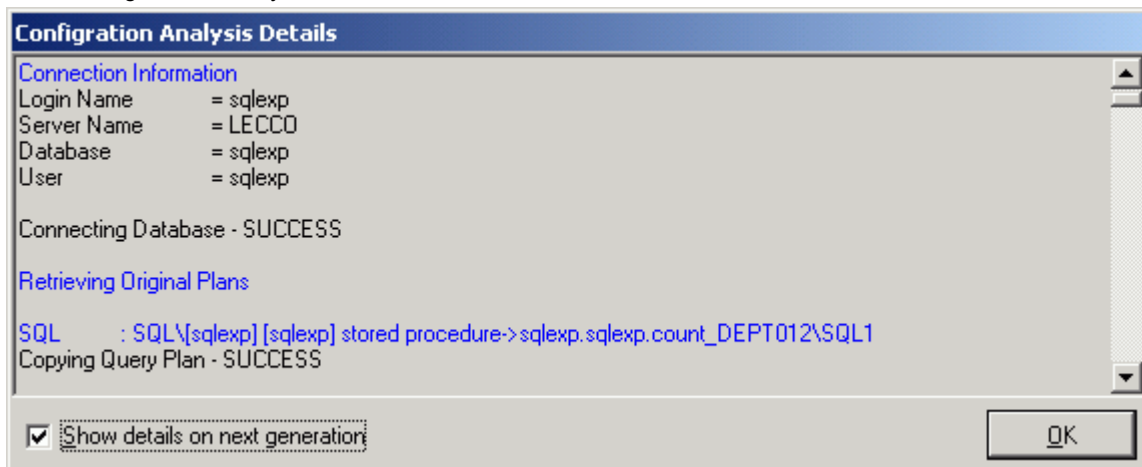 Configration Analysis Details
Connection Information
Login Name = sqlexp
Server Name = LECCO
Database = sqlexp
User = sqlexp
Connecting Database - SUCCESS
Retrieving Original Plans
SQL : SQL\[sqlexp] [sqlexp] stored procedure->sqlexp.sqlexp.count_DEPT012\SQL1
Copying Query Plan - SUCCESS
Show details on next generation
OK